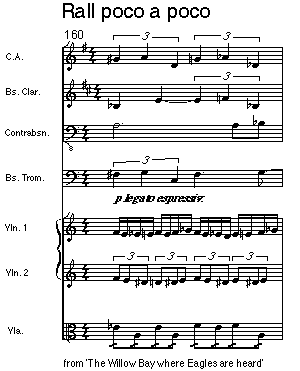 Rall poco a poco
160
3 3
C.A.
3
Bs. Clar.
Contrabsn.
8
3
Bs. Trom.
p legato espressiv.
Vln. 1
3 3 3 3
Vln. 2
Vla.
from 'The Willow Bay where Eagles are heard'